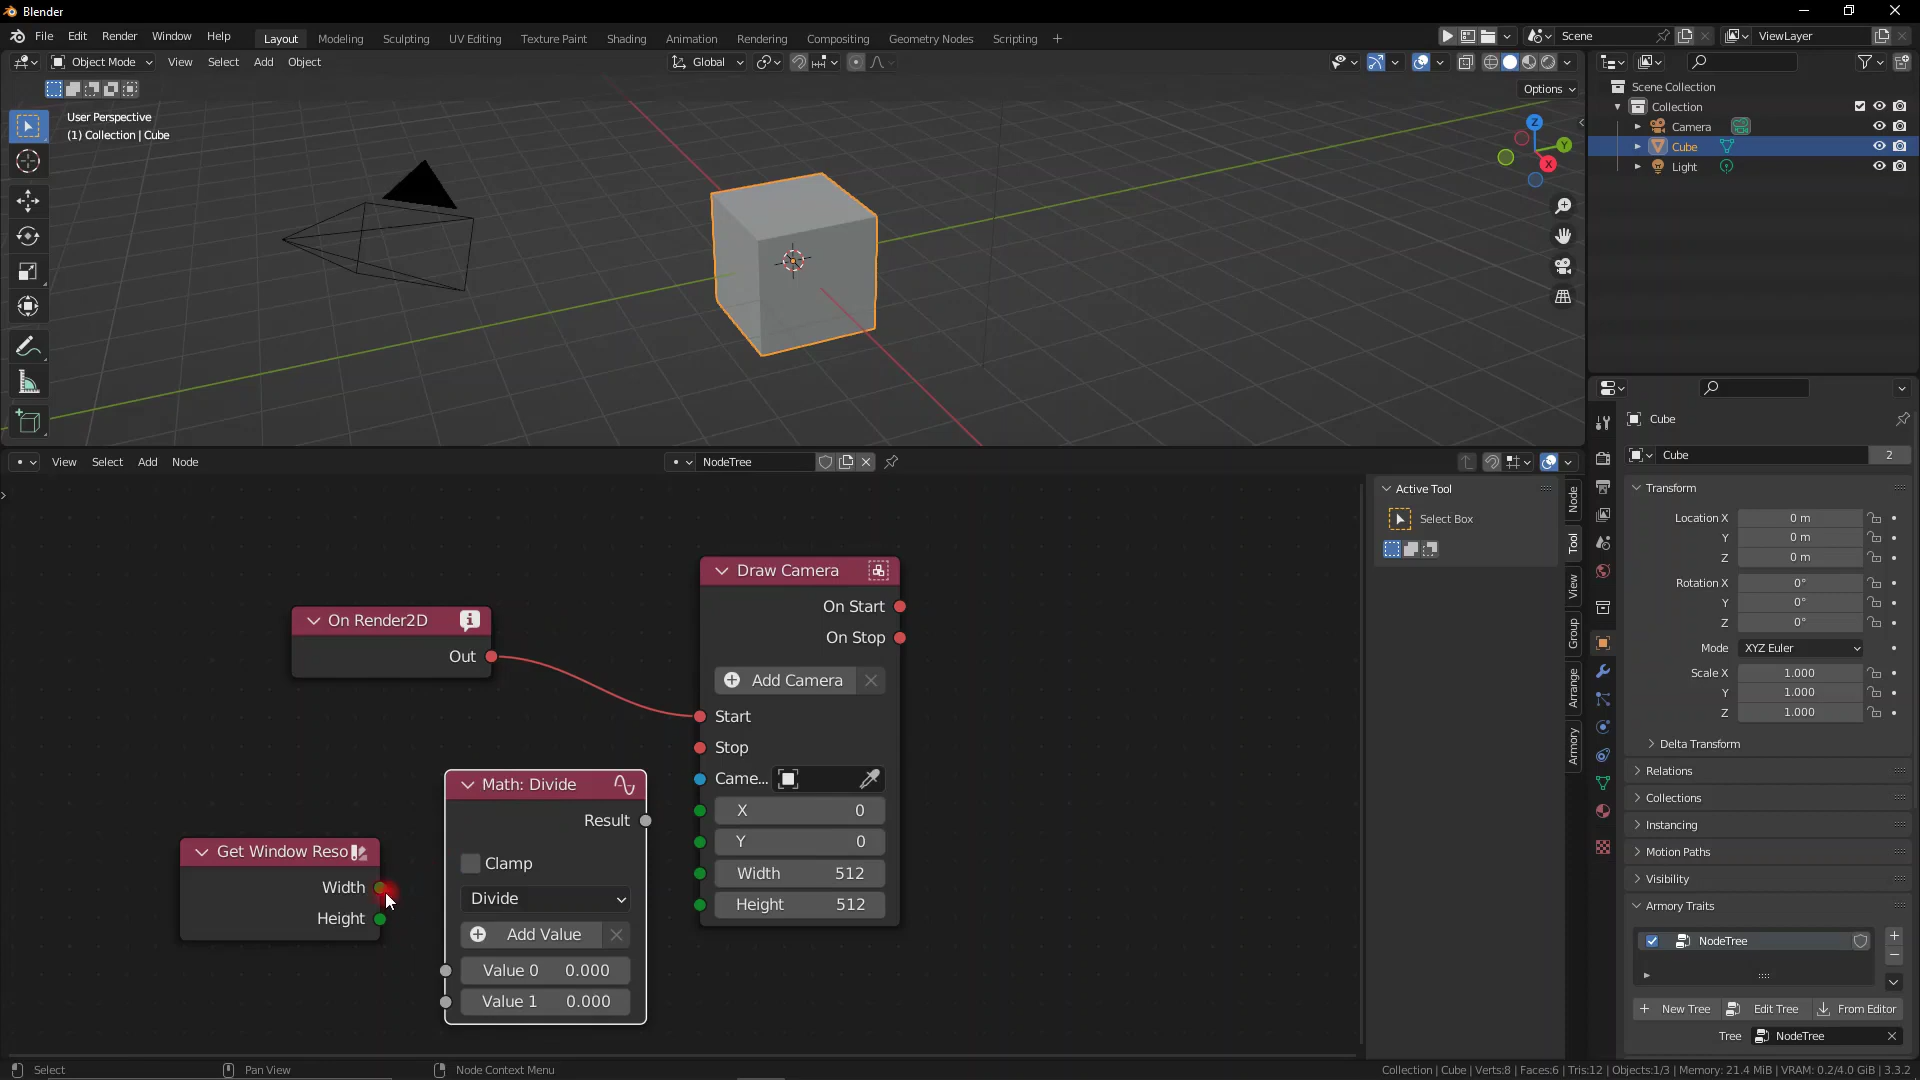 Blender
File Edit Render Window Help Layout Modeling Sculpting UV Editing Texture Paint Shading Animation Rendering Compositing Geometry Nodes Scripting + Scene ViewLayer
Object Mode View Select Add Object Global
Options
User Perspective
(1) Collection | Cube
Z
Y
X
Scene Collection
Collection
Camera
Cube
Light
View Select Add Node NodeTree
On Render2D
Out
Get Window Reso
Width
Height
Math: Divide
Result
Clamp
Divide
Add Value
Value 0 0.000
Value 1 0.000
Draw Camera
On Start
On Stop
Add Camera
Start
Stop
Came...
X 0
Y 0
Width 512
Height 512
Active Tool
Select Box
Node
Tool
View
Group
Arrange
Armory
Cube
Cube 2
Transform
Location X 0 m
Y 0 m
Z 0 m
Rotation X 0°
Y 0°
Z 0°
Mode XYZ Euler
Scale X 1.000
Y 1.000
Z 1.000
Delta Transform
Relations
Collections
Instancing
Motion Paths
Visibility
Armory Traits
NodeTree
New Tree Edit Tree From Editor
Tree NodeTree
Select Pan View Node Context Menu Collection | Cube | Verts:8 | Faces:6 | Tris:12 | Objects:1/3 | Memory: 21.4 MiB | VRAM: 0.2/4.0 GiB | 3.3.2